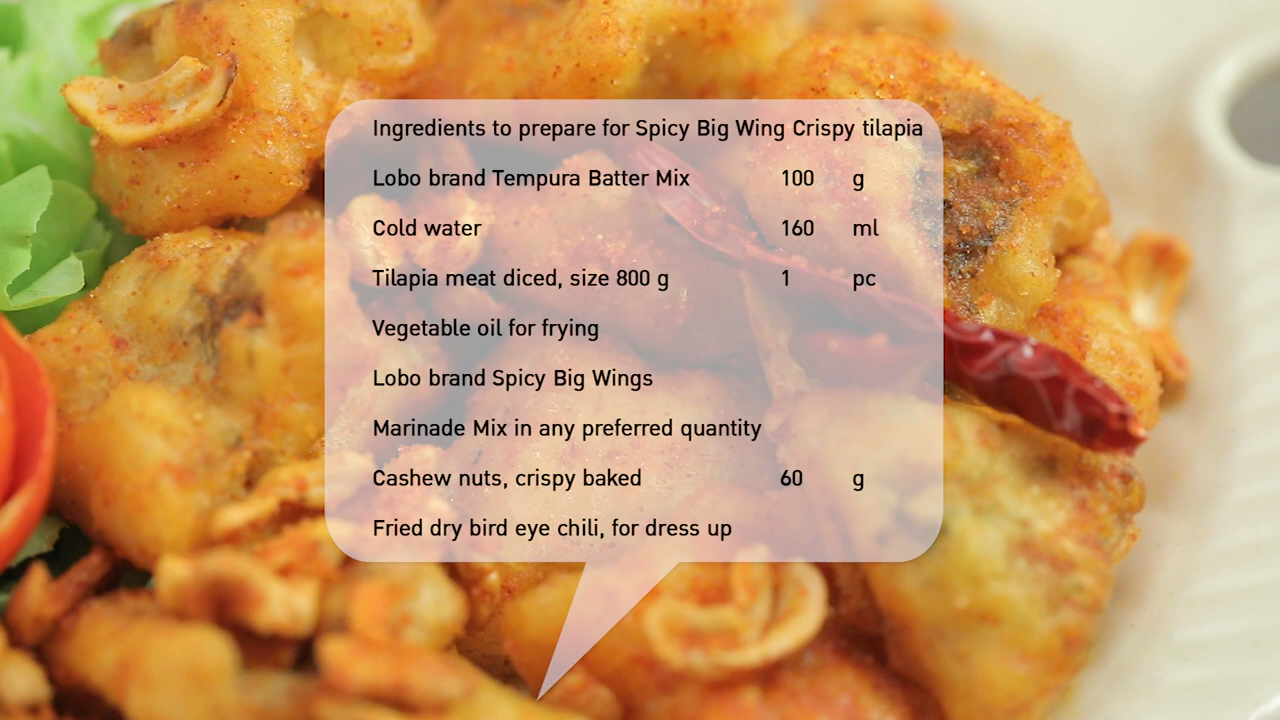 Ingredients to prepare for Spicy Big Wing Crispy tilapia
Lobo brand Tempura Batter Mix 100 g
Cold water 160 ml
Tilapia meat diced, size 800 g 1 pc
Vegetable oil for frying
Lobo brand Spicy Big Wings
Marinade Mix in any preferred quantity
Cashew nuts, crispy baked 60 g
Fried dry bird eye chili, for dress up